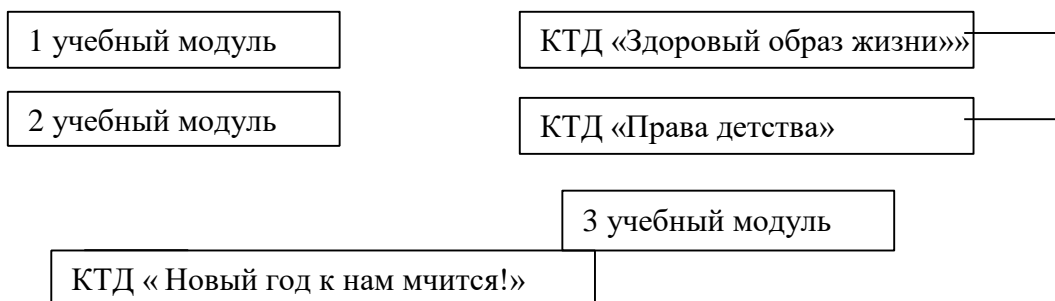 1 учебный модуль
КТД «Здоровый образ жизни»»
2 учебный модуль
КТД «Права детства»
3 учебный модуль
КТД « Новый год к нам мчится!»